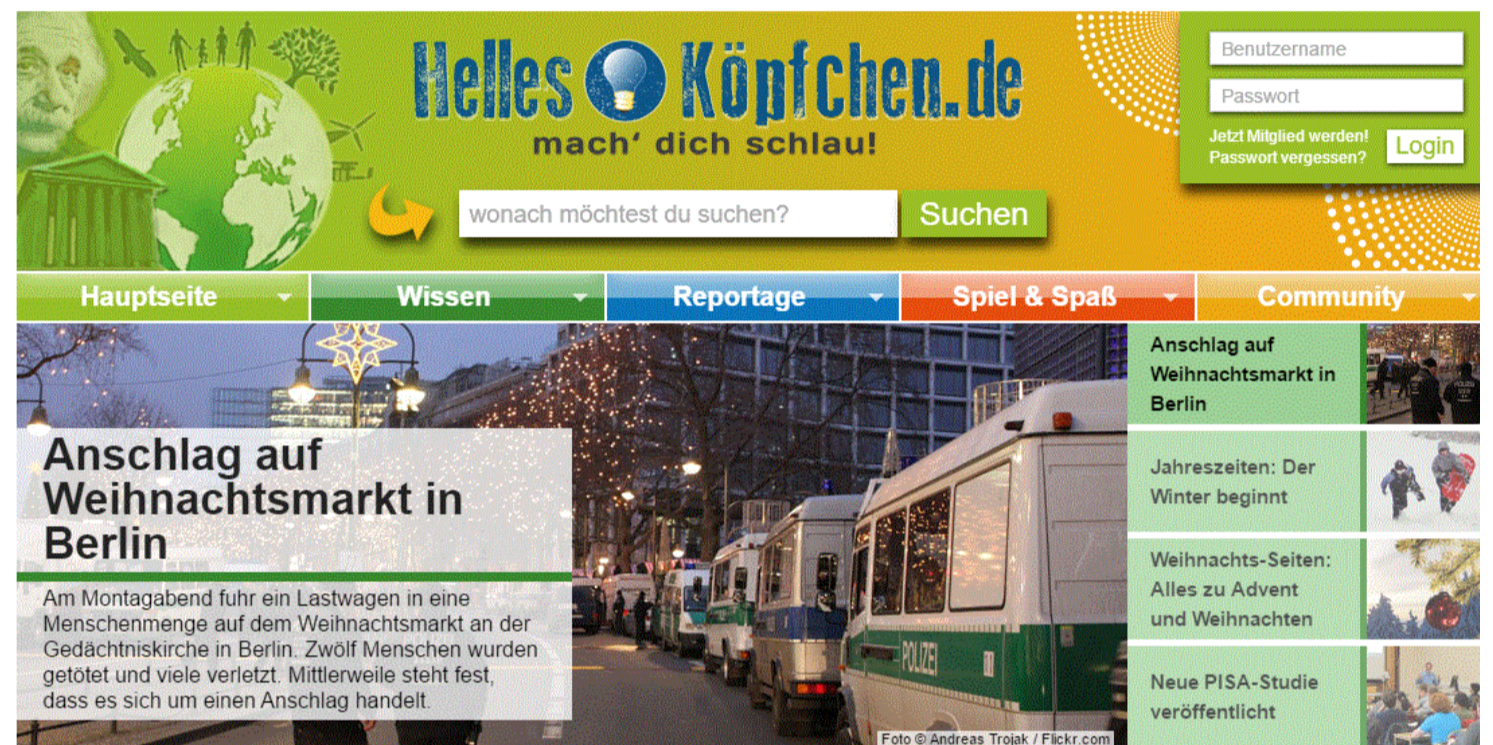 Helles Köpfchen.de
mach' dich schlau!
Benutzername
Passwort
Jetzt Mitglied werden!
Passwort vergessen?
Login
wonach möchtest du suchen?
Suchen
Hauptseite
Wissen
Reportage
Spiel & Spaß
Community
Anschlag auf
Weihnachtsmarkt in
Berlin
Am Montagabend fuhr ein Lastwagen in eine
Menschenmenge auf dem Weihnachtsmarkt an der
Gedächtniskirche in Berlin. Zwölf Menschen wurden
getötet und viele verletzt. Mittlerweile steht fest,
dass es sich um einen Anschlag handelt.
POLIZEI
Foto © Andreas Trojak / Flickr.com
Anschlag auf
Weihnachtsmarkt in
Berlin
POLIZEI
Jahreszeiten: Der
Winter beginnt
Weihnachts-Seiten:
Alles zu Advent
und Weihnachten
Neue PISA-Studie
veröffentlicht